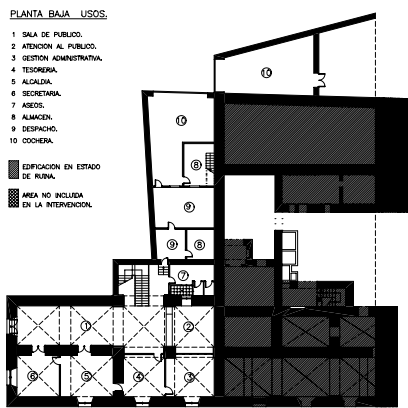 PLANTA BAJA USOS.
1 SALA DE PUBLICO.
2 ATENCION AL PUBLICO.
3 GESTION ADMINISTRATIVA.
4 TESORERIA.
5 ALCALDIA.
6 SECRETARIA.
7 ASEOS.
8 ALMACEN.
9 DESPACHO.
10 COCHERA.
EDIFICACION EN ESTADO
DE RUINA.
AREA NO INCLUIDA
EN LA INTERVENCION.
10
10
8
9
9
8
7
1
2
6
5
4
3